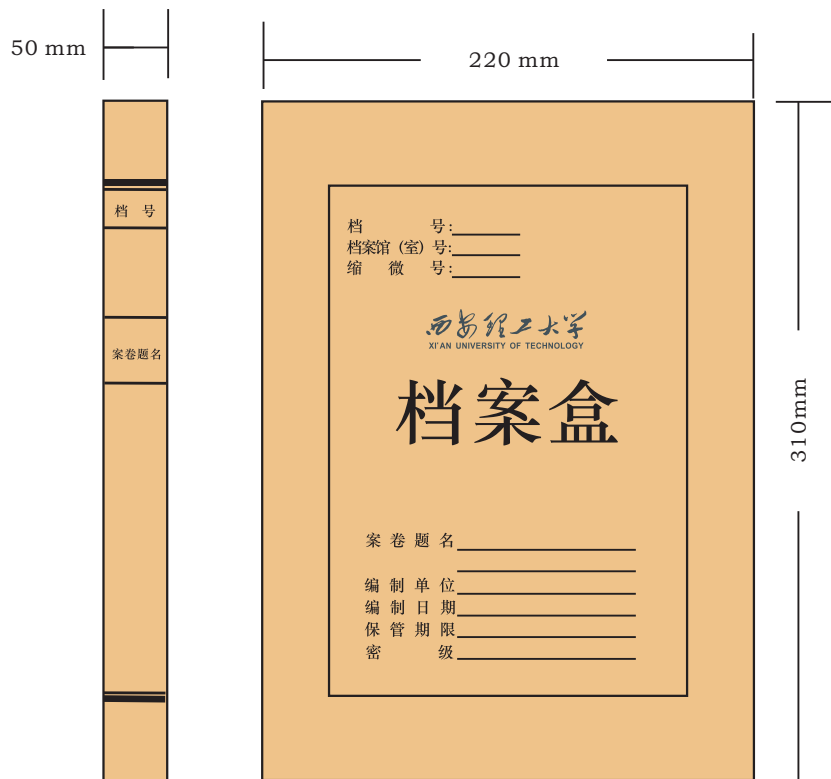 50 mm
220 mm
档 号
案卷题名
档 号:
档案馆（室）号:
缩 微 号:
西安理工大学
XI'AN UNIVERSITY OF TECHNOLOGY
档案盒
案卷题名
编制单位
编制日期
保管期限
密 级
310mm